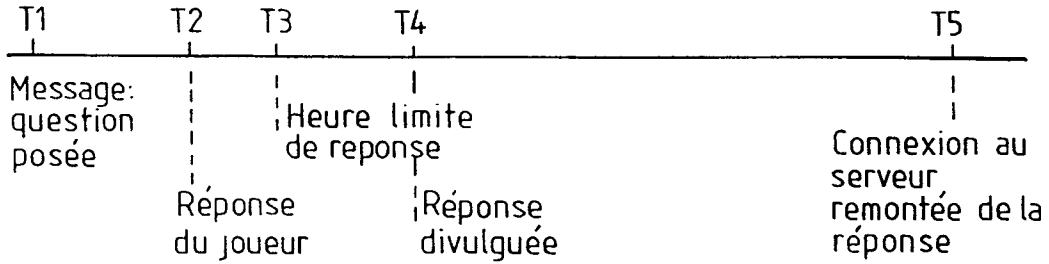 T1 T2 T3 T4 T5
Message:
question
posée
Heure limite
de reponse
Réponse
du joueur
Réponse
divulguée
Connexion au
serveur
remontée de la
réponse